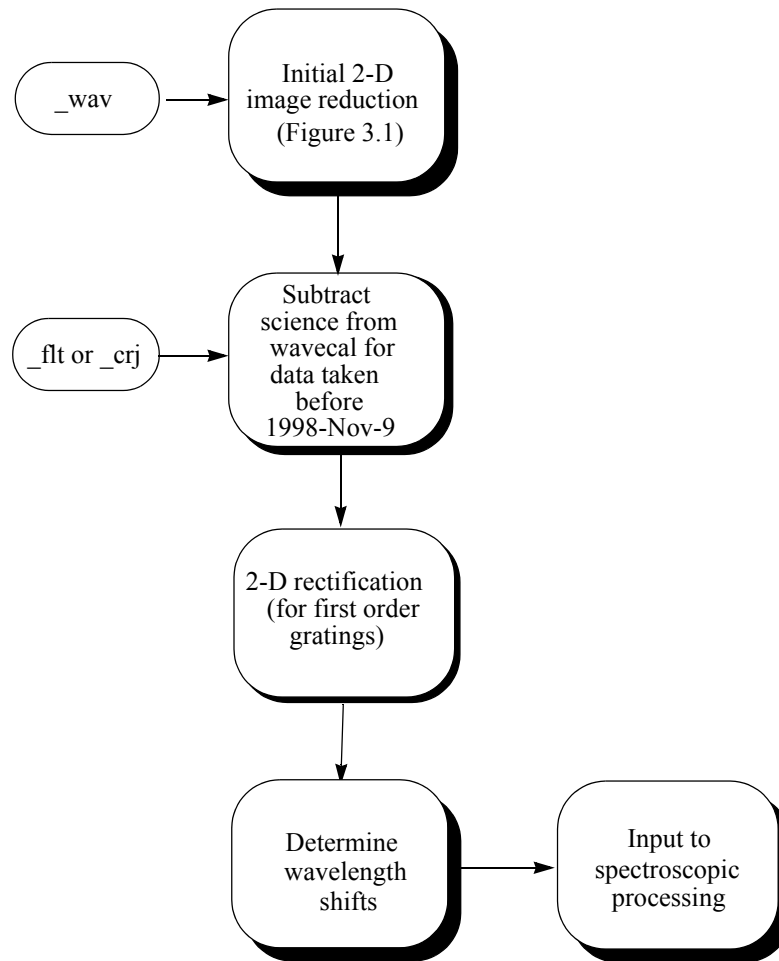 _wav
Initial 2-D
image reduction
(Figure 3.1)
_flt or _crj
Subtract
science from
wavecal for
data taken
before
1998-Nov-9
2-D rectification
(for first order
gratings)
Determine
wavelength
shifts
Input to
spectroscopic
processing